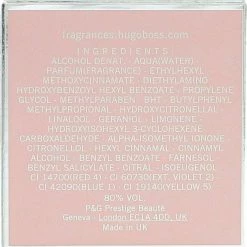 fragrances.hugoboss.com
INGREDIENTS
ALCOHOL DENAT. - AQUA(WATER) -
PARFUM(FRAGRANCE) - ETHYLHEXYL
METHOXYCINNAMATE - DIETHYLAMINO
HYDROXYBENZOYL HEXYL BENZOATE - PROPYLENE
GLYCOL - METHYLPARABEN - BHT - BUTYLPHENYL
METHYLPROPIONAL - HYDROXYCITRONELLAL -
LINALOOL - GERANIOL - LIMONENE -
HYDROXYISOHEXYL 3-CYCLOHEXENE
CARBOXALDEHYDE - ALPHA-ISOMETHYL IONONE -
CITRONELLOL - HEXYL CINNAMAL - CINNAMYL
ALCOHOL - BENZYL BENZOATE - FARNESOL -
BENZYL SALICYLATE - CITRAL - ISOEUGENOL -
CI 14700(RED 4) - CI 60730(EXT. VIOLET 2) -
CI 42090(BLUE 1) - CI 19140(YELLOW 5)
80% VOL.
P&G Prestige Beauté
Geneva - London EC1A 4DD, UK
Made in UK